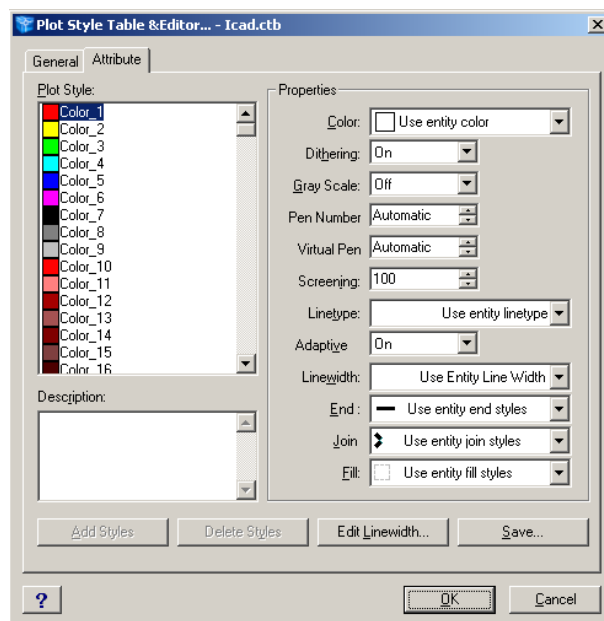 Plot Style Table &Editor... - Icad.ctb
General Attribute
Plot Style:
Color_1
Color_2
Color_3
Color_4
Color_5
Color_6
Color_7
Color_8
Color_9
Color_10
Color_11
Color_12
Color_13
Color_14
Color_15
Color_16
Description:
Properties
Color: Use entity color
Dithering: On
Gray Scale: Off
Pen Number Automatic
Virtual Pen Automatic
Screening: 100
Linetype: Use entity linetype
Adaptive On
Linewidth: Use Entity Line Width
End : Use entity end styles
Join Use entity join styles
Fill: Use entity fill styles
Add Styles Delete Styles Edit Linewidth... Save...
? OK Cancel